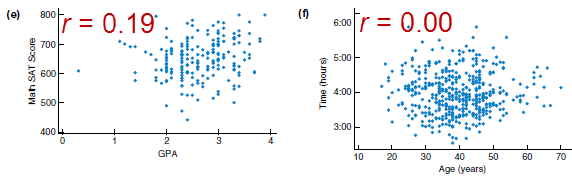 (e)
r = 0.19
800
700
600
500
400
Math SAT Score
0
1
2
3
4
GPA
(f)
r = 0.00
6:00
5:00
4:00
3:00
Time (hours)
10
20
30
40
50
60
70
Age (years)